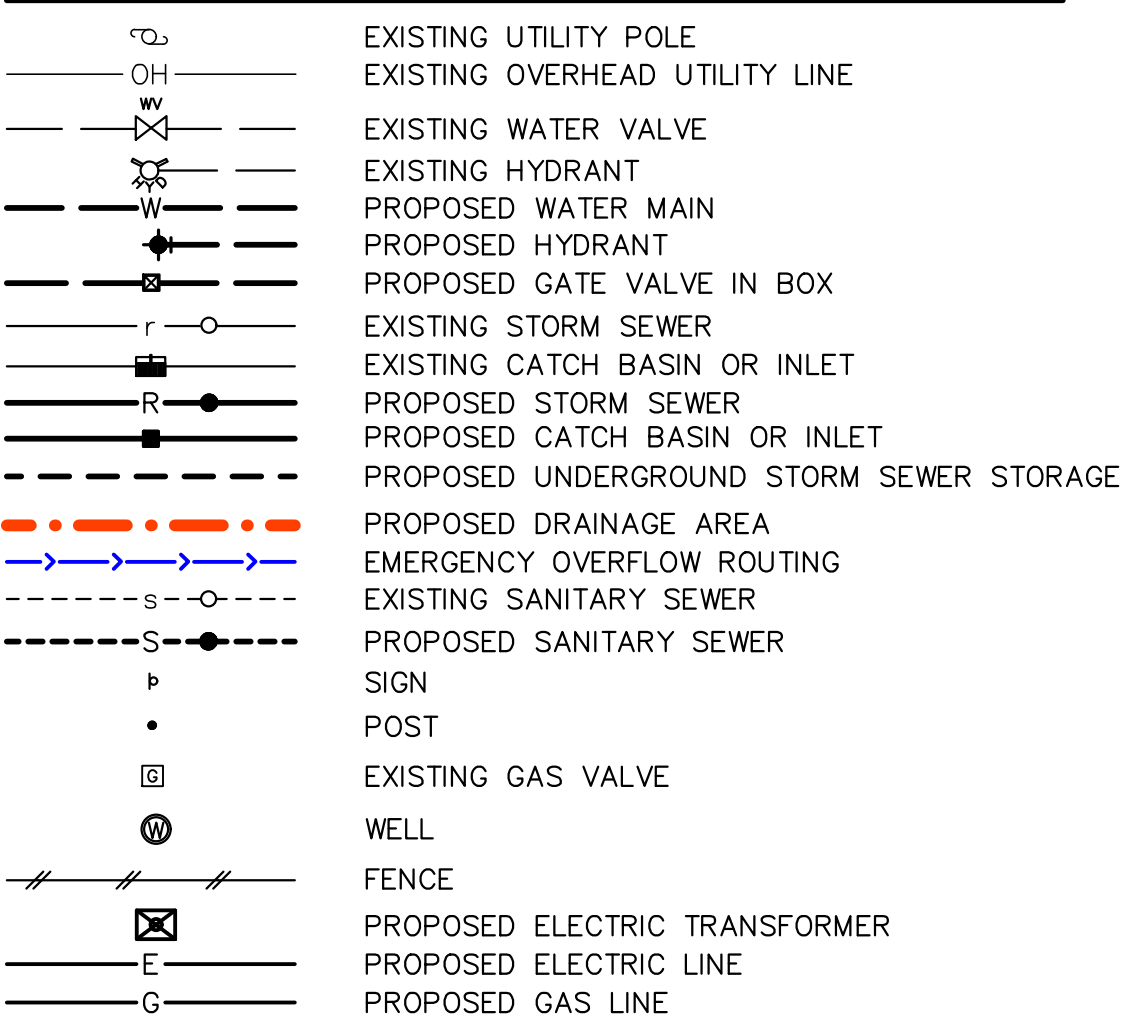 EXISTING UTILITY POLE
OH EXISTING OVERHEAD UTILITY LINE
WV EXISTING WATER VALVE
HYD EXISTING HYDRANT
W PROPOSED WATER MAIN
PROPOSED HYDRANT
PROPOSED GATE VALVE IN BOX
r EXISTING STORM SEWER
EXISTING CATCH BASIN OR INLET
R PROPOSED STORM SEWER
PROPOSED CATCH BASIN OR INLET
PROPOSED UNDERGROUND STORM SEWER STORAGE
PROPOSED DRAINAGE AREA
EMERGENCY OVERFLOW ROUTING
s EXISTING SANITARY SEWER
S PROPOSED SANITARY SEWER
SIGN
POST
G EXISTING GAS VALVE
W WELL
FENCE
PROPOSED ELECTRIC TRANSFORMER
E PROPOSED ELECTRIC LINE
G PROPOSED GAS LINE